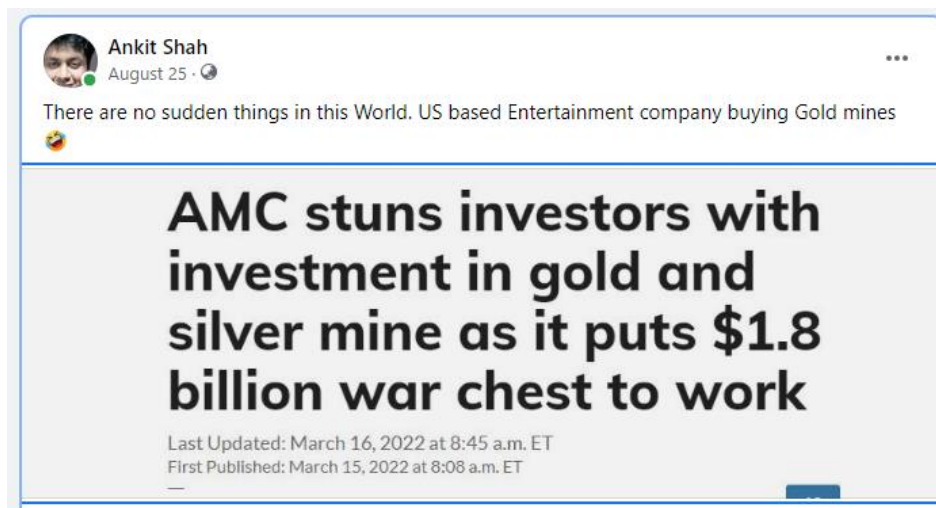 Ankit Shah
August 25 ·
There are no sudden things in this World. US based Entertainment company buying Gold mines
🤣
AMC stuns investors with
investment in gold and
silver mine as it puts $1.8
billion war chest to work
Last Updated: March 16, 2022 at 8:45 a.m. ET
First Published: March 15, 2022 at 8:08 a.m. ET